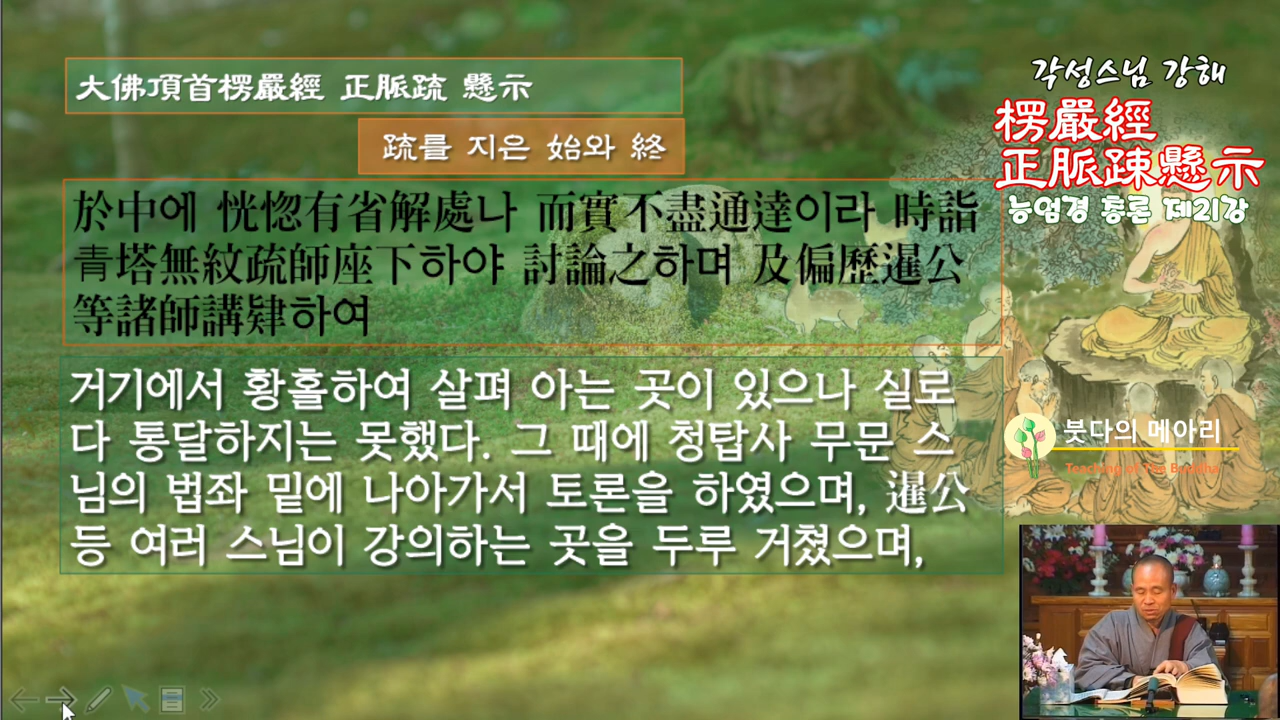 大佛頂首楞嚴經 正脈疏 懸示
疏를 지은 始와 終
於中에 恍惚有省解處나 而實不盡通達이라 時詣
靑塔無紋疏師座下하야 討論之하며 及偏歷暹公
等諸師講肄하여
거기에서 황홀하여 살펴 아는 곳이 있으나 실로
다 통달하지는 못했다. 그 때에 청탑사 무문 스
님의 법좌 밑에 나아가서 토론을 하였으며, 暹公
등 여러 스님이 강의하는 곳을 두루 거쳤으며,
각성스님 강해
楞嚴經
正脈疎懸示
능엄경 총론 제21강
붓다의 메아리
Teaching of The Buddha